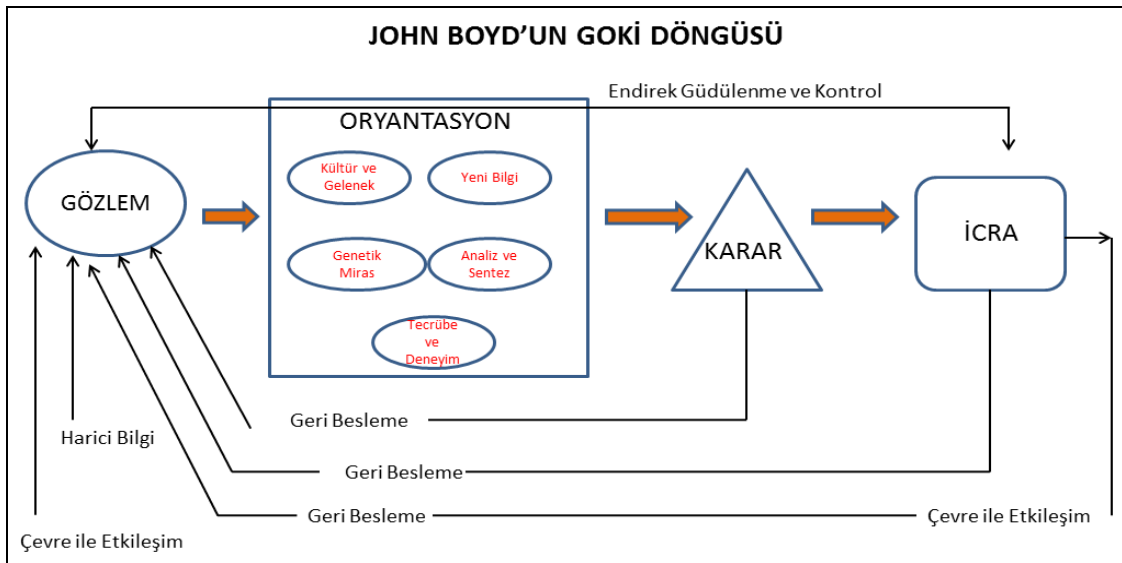 JOHN BOYD’UN GOKİ DÖNGÜSÜ
Endirek Güdülenme ve Kontrol
ORYANTASYON
Kültür ve
Gelenek
Yeni Bilgi
GÖZLEM
Genetik
Miras
Analiz ve
Sentez
Tecrübe
ve
Deneyim
KARAR
İCRA
Geri Besleme
Harici Bilgi
Geri Besleme
Geri Besleme
Çevre ile Etkileşim
Çevre ile Etkileşim